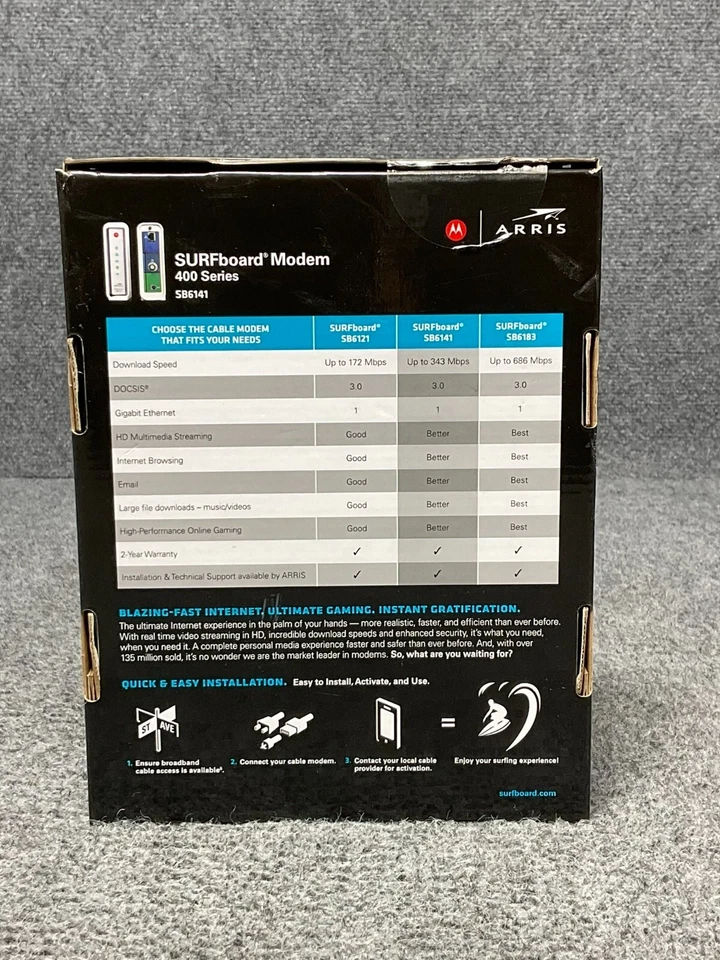 ARRIS
SURFboard® Modem
400 Series
SB6141
CHOOSE THE CABLE MODEM THAT FITS YOUR NEEDS SURFboard® SB6121 SURFboard® SB6141 SURFboard® SB6183
Download Speed Up to 172 Mbps Up to 343 Mbps Up to 686 Mbps
DOCSIS® 3.0 3.0 3.0
Gigabit Ethernet 1 1 1
HD Multimedia Streaming Good Better Best
Internet Browsing Good Better Best
Email Good Better Best
Large file downloads – music/videos Good Better Best
High-Performance Online Gaming Good Better Best
2-Year Warranty ✓ ✓ ✓
Installation & Technical Support available by ARRIS ✓ ✓ ✓
BLAZING-FAST INTERNET, ULTIMATE GAMING. INSTANT GRATIFICATION.
The ultimate Internet experience in the palm of your hands — more realistic, faster, and efficient than ever before.
With real time video streaming in HD, incredible download speeds and enhanced security, it's what you need,
when you need it. A complete personal media experience faster and safer than ever before. And, with over
135 million sold, it's no wonder we are the market leader in modems. So, what are you waiting for?
QUICK & EASY INSTALLATION. Easy to Install, Activate, and Use.
ST AVE
=
1. Ensure broadband
cable access is available*.
2. Connect your cable modem.
3. Contact your local cable
provider for activation.
Enjoy your surfing experience!
surfboard.com